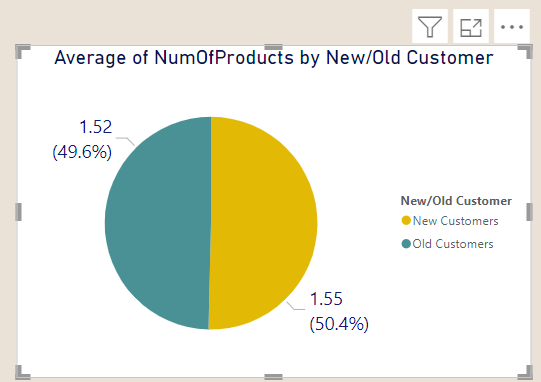 Average of NumOfProducts by New/Old Customer
1.52
(49.6%)
New/Old Customer
New Customers
Old Customers
1.55
(50.4%)